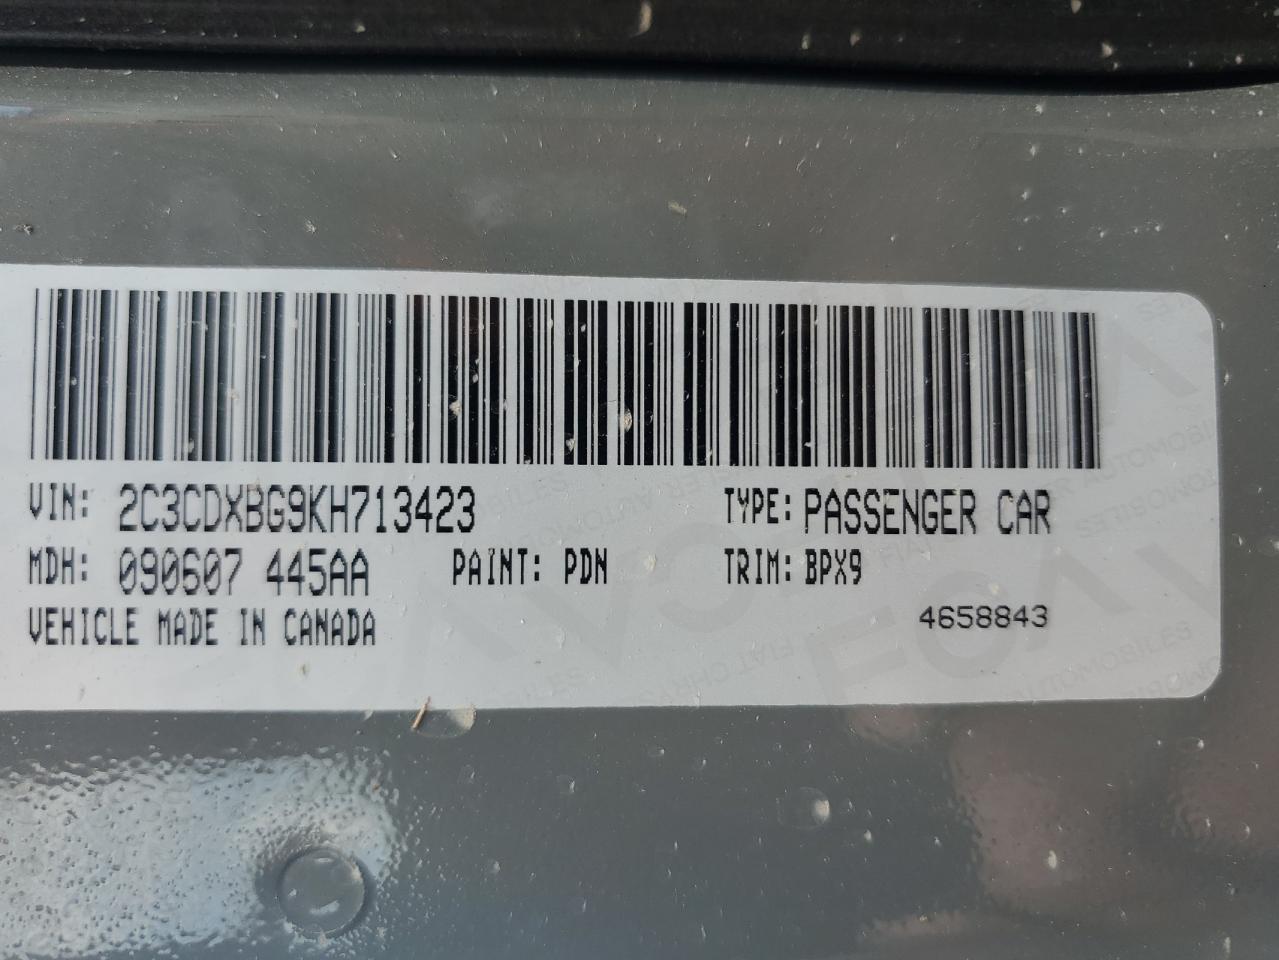 VIN: 2C3CDXBG9KH713423 TYPE: PASSENGER CAR
MDH: 090607 445AA PAINT: PDN TRIM: BPX9
VEHICLE MADE IN CANADA 4658843